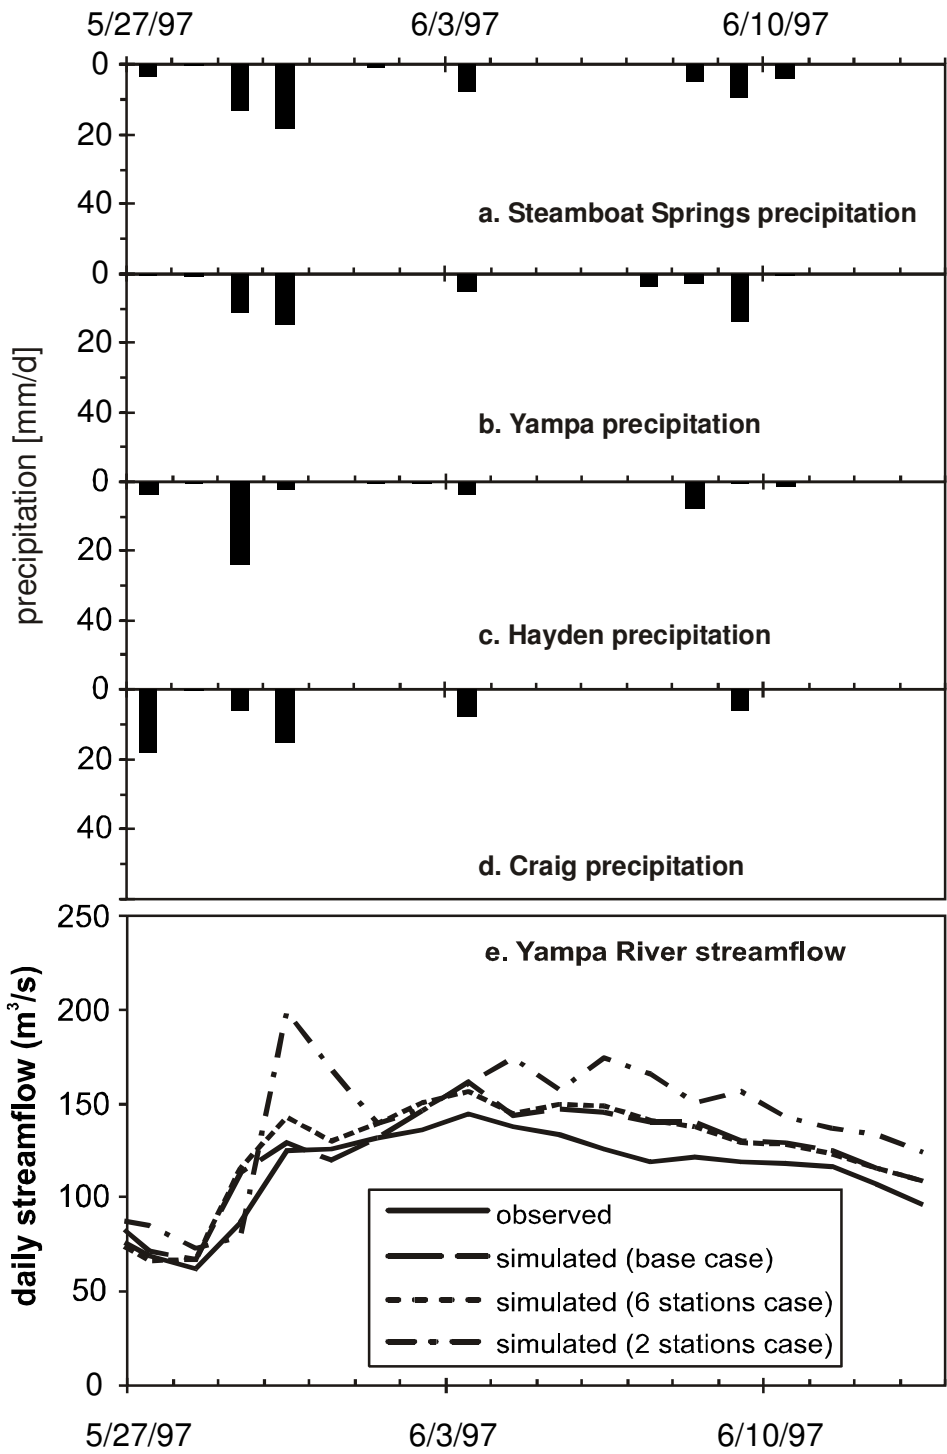 5/27/97 6/3/97 6/10/97
0
20
a. Steamboat Springs precipitation
40
0
20
b. Yampa precipitation
40
precipitation [mm/d]
0
20
c. Hayden precipitation
40
0
20
40
d. Craig precipitation
250
e. Yampa River streamflow
200
150
100
50
0
daily streamflow (m³/s)
observed
simulated (base case)
simulated (6 stations case)
simulated (2 stations case)
5/27/97 6/3/97 6/10/97